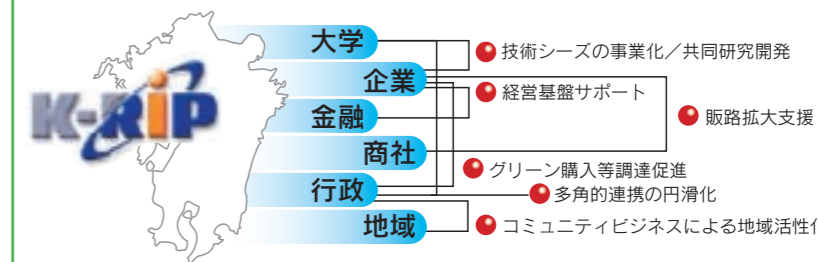 K-RiP
大学
企業
金融
商社
行政
地域
技術シーズの事業化／共同研究開発
経営基盤サポート
販路拡大支援
グリーン購入等調達促進
多角的連携の円滑化
コミュニティビジネスによる地域活性